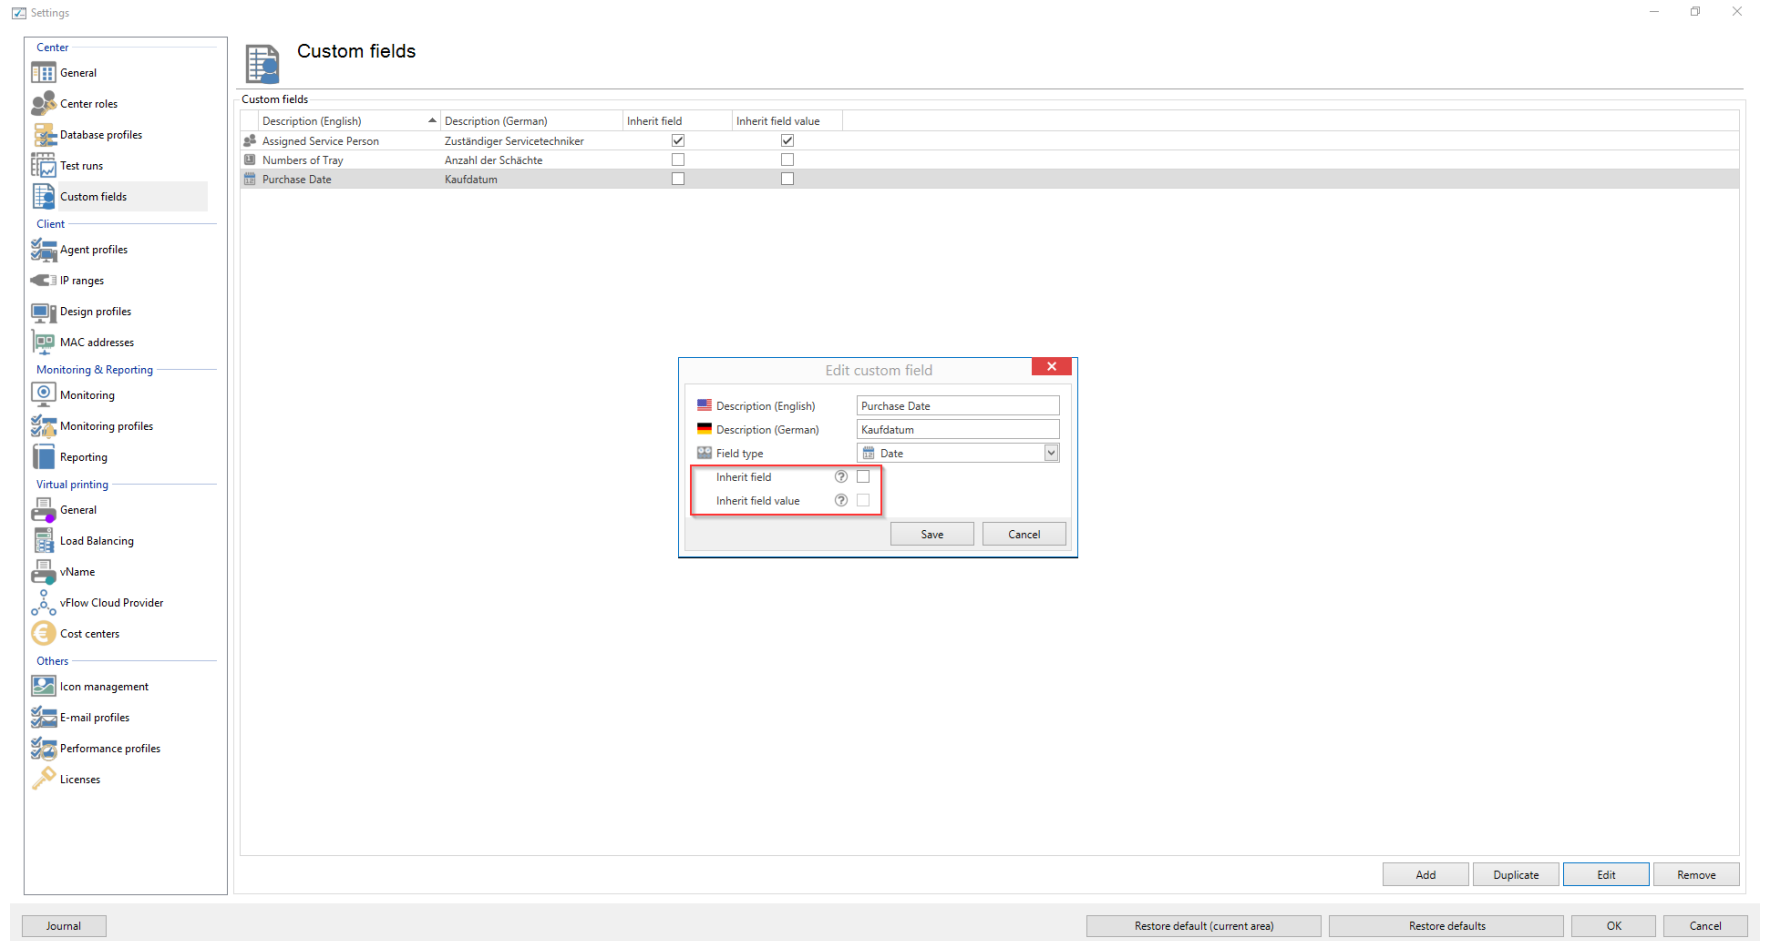 Settings
Center
General
Center roles
Database profiles
Test runs
Custom fields
Client
Agent profiles
IP ranges
Design profiles
MAC addresses
Monitoring & Reporting
Monitoring
Monitoring profiles
Reporting
Virtual printing
General
Load Balancing
vName
vFlow Cloud Provider
Cost centers
Others
Icon management
E-mail profiles
Performance profiles
Licenses
Custom fields
Custom fields
Description (English) Description (German) Inherit field Inherit field value
Assigned Service Person Zuständiger Servicetechniker
Numbers of Tray Anzahl der Schächte
Purchase Date Kaufdatum
Edit custom field
Description (English) Purchase Date
Description (German) Kaufdatum
Field type Date
Inherit field ?
Inherit field value ?
Save Cancel
Add Duplicate Edit Remove
Journal Restore default (current area) Restore defaults OK Cancel